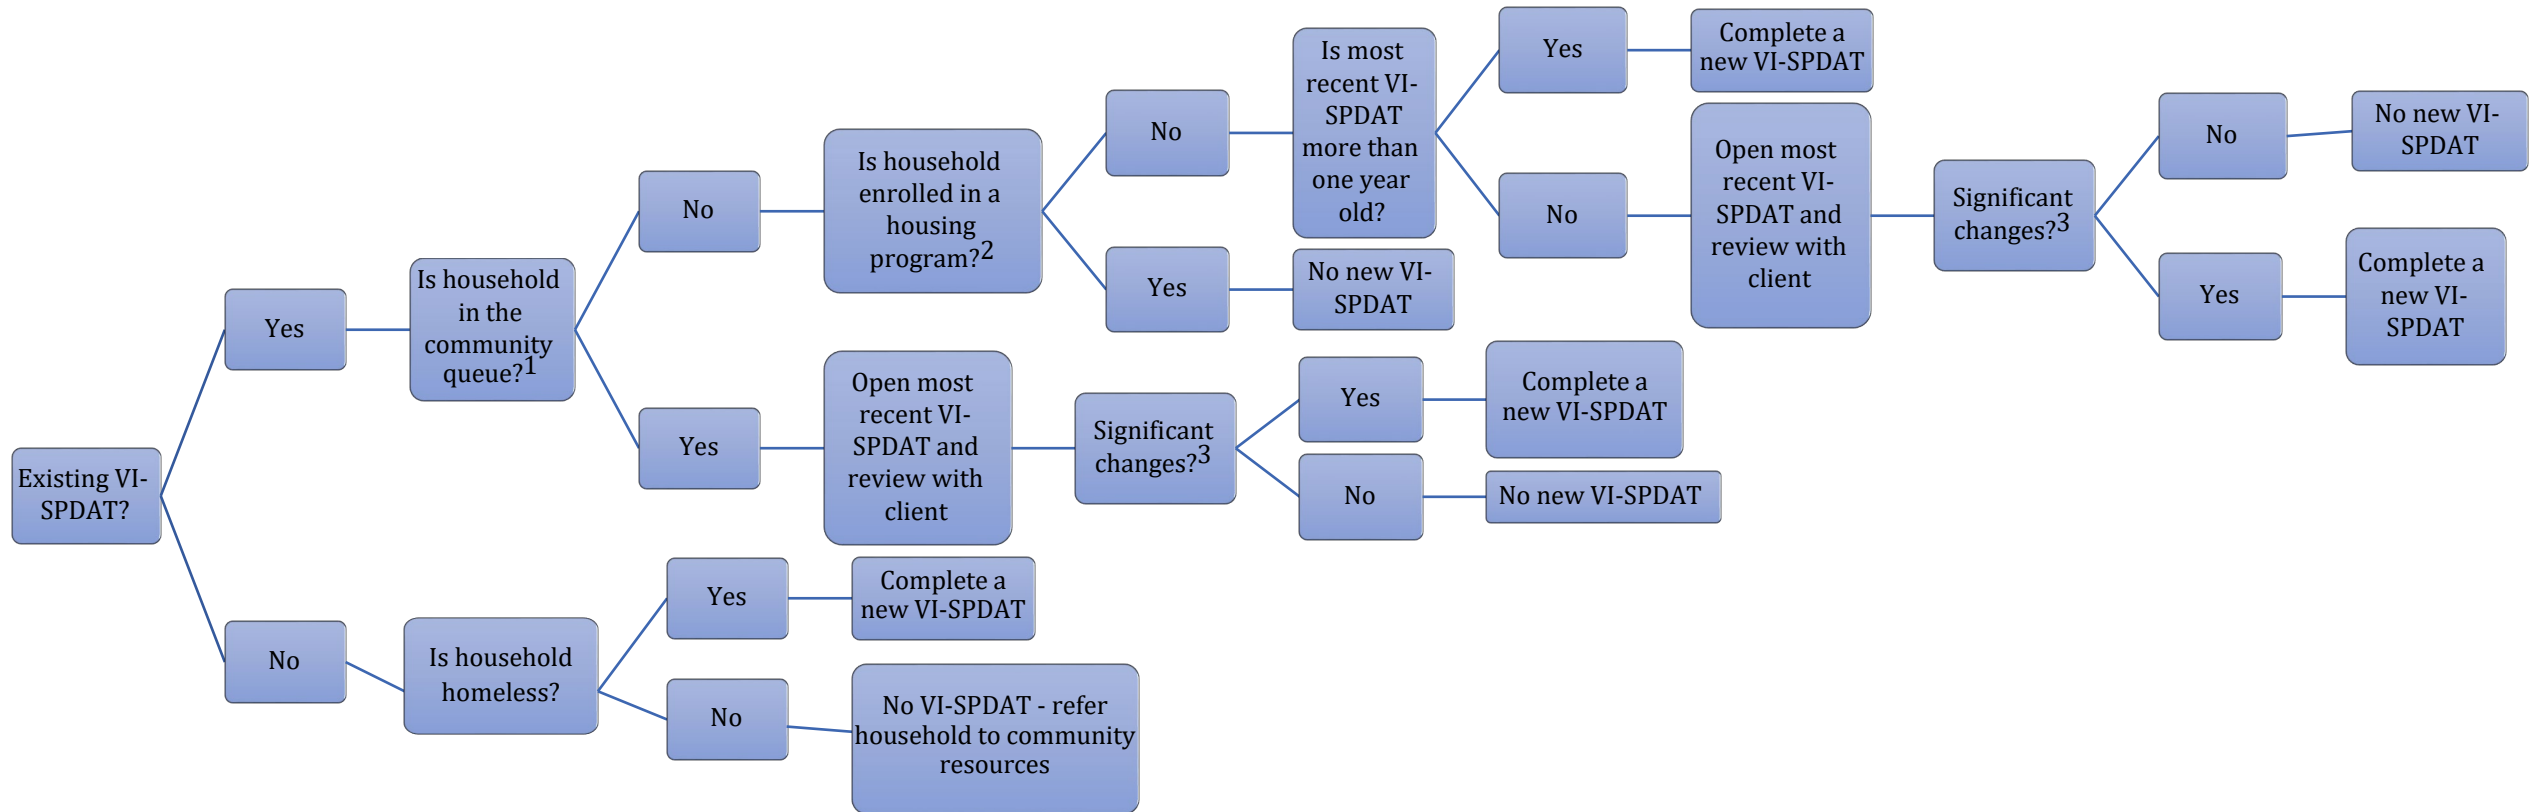 Existing VI-
SPDAT?
Yes
Is household
in the
community
queue?1
No
Is household
enrolled in a
housing
program?2
No
Is most
recent VI-
SPDAT
more than
one year
old?
Yes
Complete a
new VI-SPDAT
No
Open most
recent VI-
SPDAT and
review with
client
Significant
changes?3
No
No new VI-
SPDAT
Yes
Complete a
new VI-
SPDAT
Yes
No new VI-
SPDAT
Yes
Open most
recent VI-
SPDAT and
review with
client
Significant
changes?3
Yes
Complete a
new VI-SPDAT
No
No new VI-SPDAT
No
Is household
homeless?
Yes
Complete a
new VI-SPDAT
No
No VI-SPDAT - refer
household to community
resources